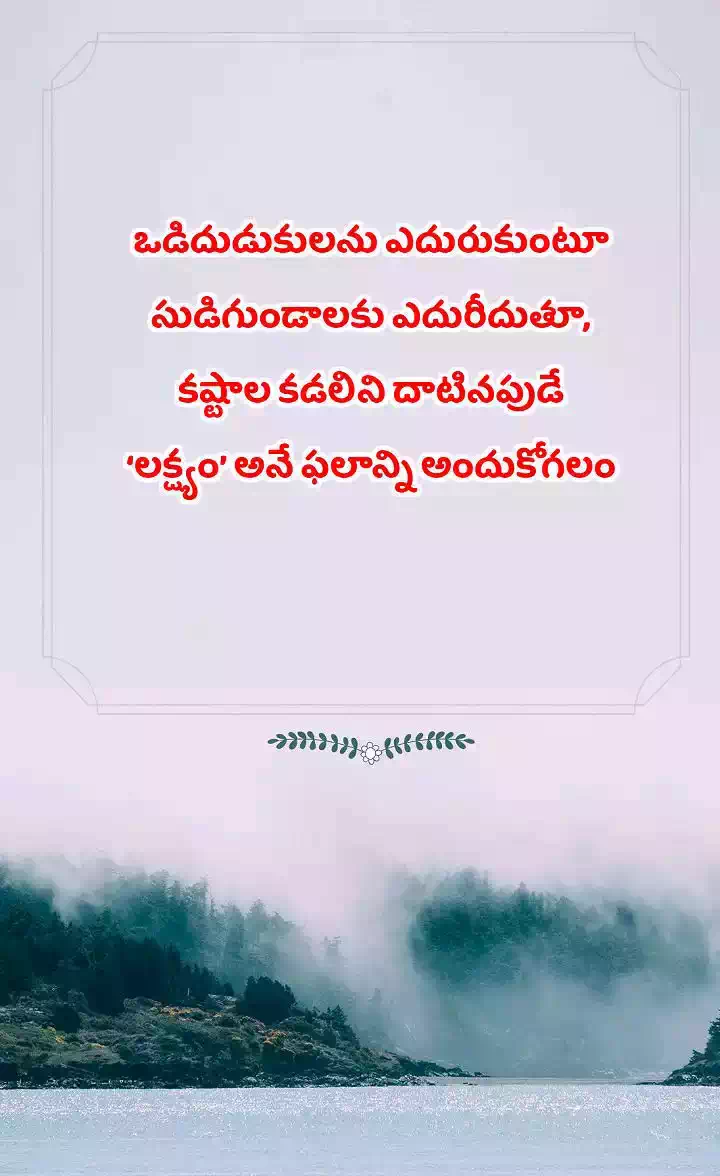 ఒడిదుడుకులను ఎదురుకుంటూ
సుడిగుండాలకు ఎదురీదుతూ,
కష్టాల కడలిని దాటినపుడే
‘లక్ష్యం’ అనే ఫలాన్ని అందుకోగలం